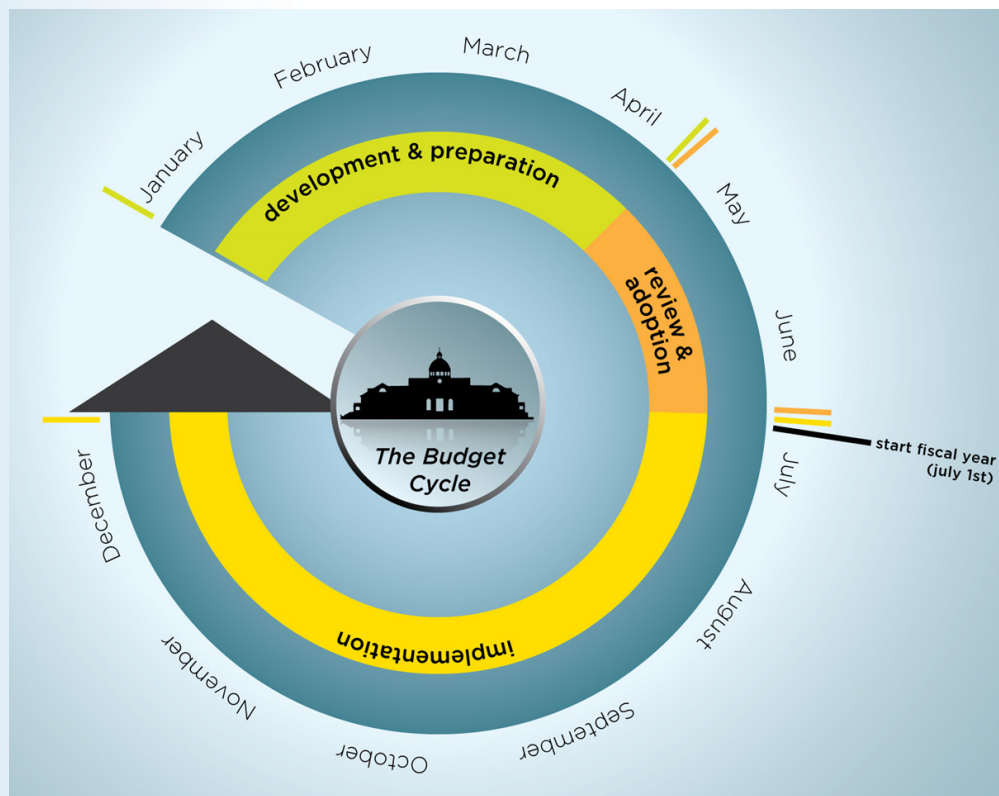 January
February
March
April
May
June
July
August
September
October
November
December
development & preparation
review &
adoption
implementation
start fiscal year
(july 1st)
The Budget
Cycle